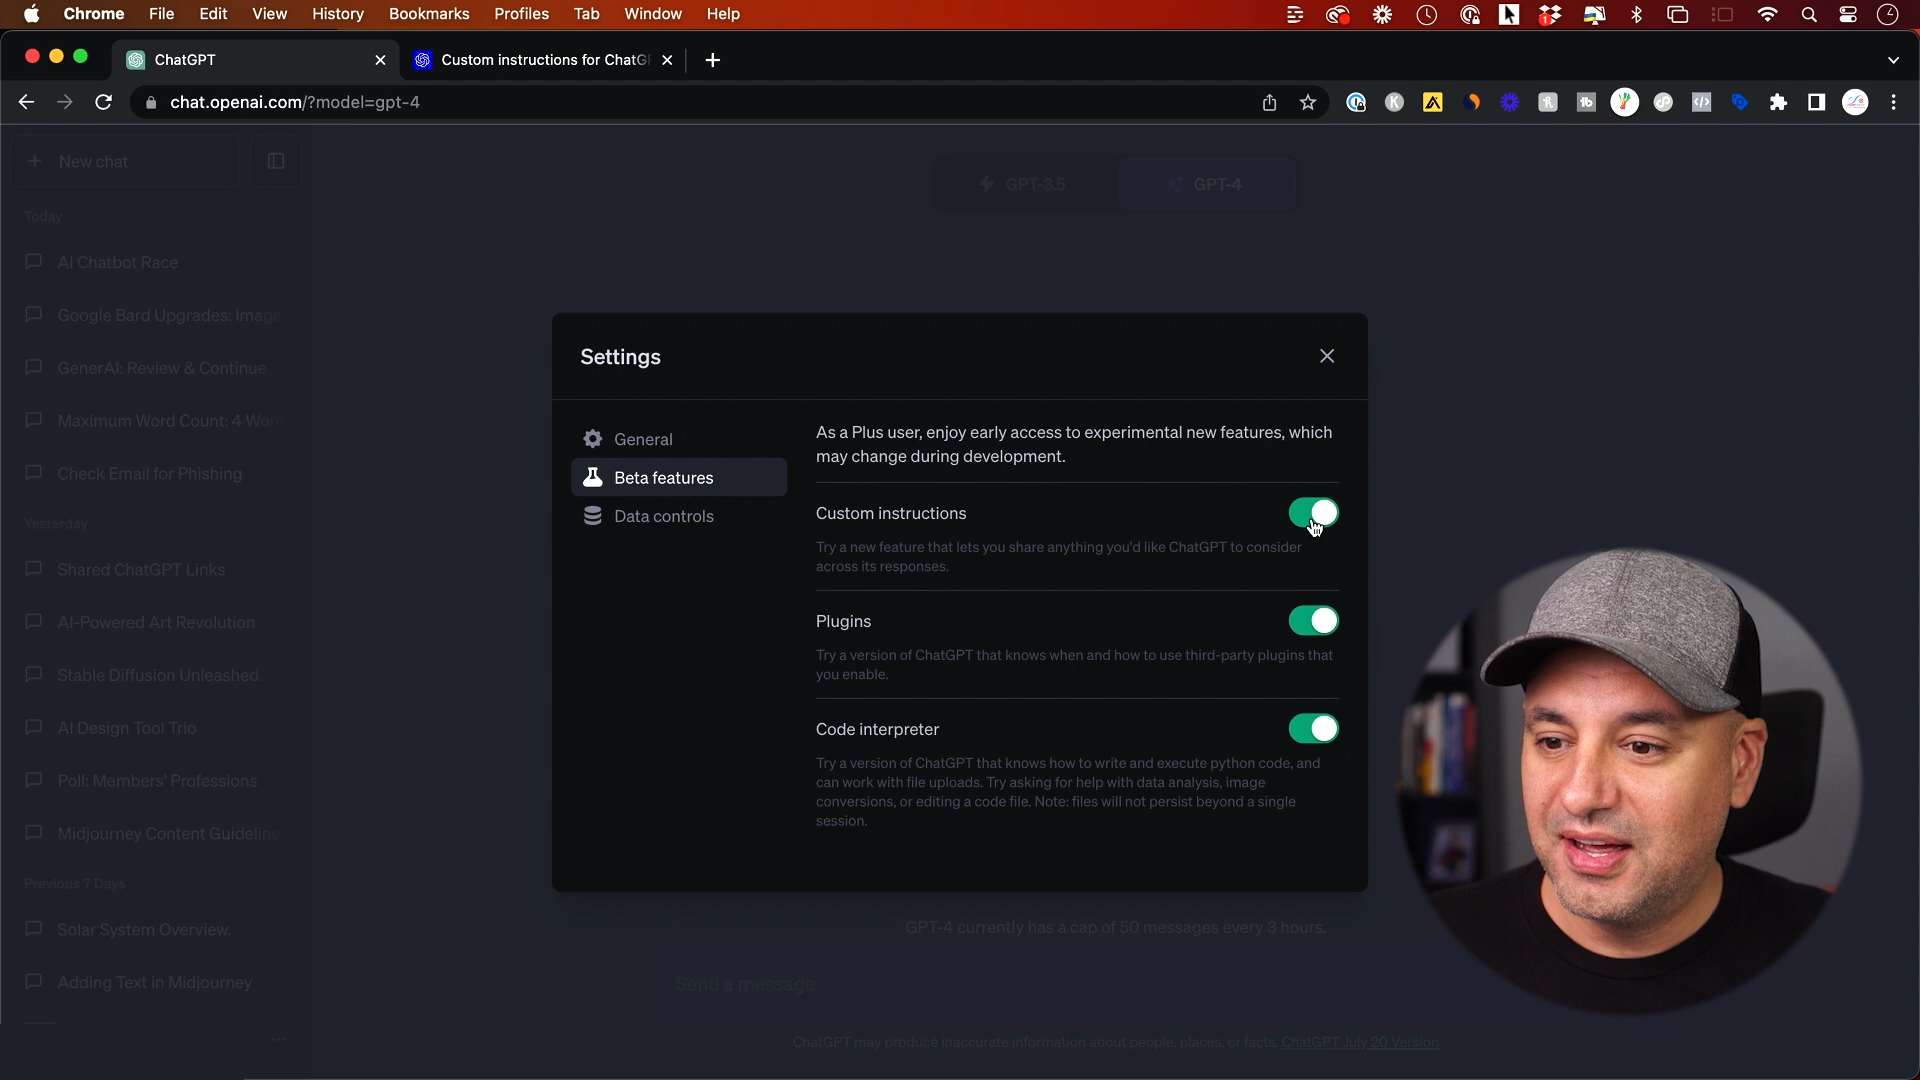 Chrome File Edit View History Bookmarks Profiles Tab Window Help
ChatGPT
Custom instructions for ChatG
chat.openai.com/?model=gpt-4
New chat
GPT-3.5
GPT-4
Today
AI Chatbot Race
Google Bard Upgrades: Image
GenerAI: Review & Continue
Maximum Word Count: 4 Wor
Check Email for Phishing
Yesterday
Shared ChatGPT Links
AI-Powered Art Revolution
Stable Diffusion Unleashed.
AI Design Tool Trio
Poll: Members' Professions
Midjourney Content Guideline
Previous 7 Days
Solar System Overview.
Adding Text in Midjourney
Settings
General
Beta features
Data controls
As a Plus user, enjoy early access to experimental new features, which
may change during development.
Custom instructions
Try a new feature that lets you share anything you'd like ChatGPT to consider
across its responses.
Plugins
Try a version of ChatGPT that knows when and how to use third-party plugins that
you enable.
Code interpreter
Try a version of ChatGPT that knows how to write and execute python code, and
can work with file uploads. Try asking for help with data analysis, image
conversions, or editing a code file. Note: files will not persist beyond a single
session.
GPT-4 currently has a cap of 50 messages every 3 hours.
Send a message
ChatGPT may produce inaccurate information about people, places, or facts. ChatGPT July 20 Version